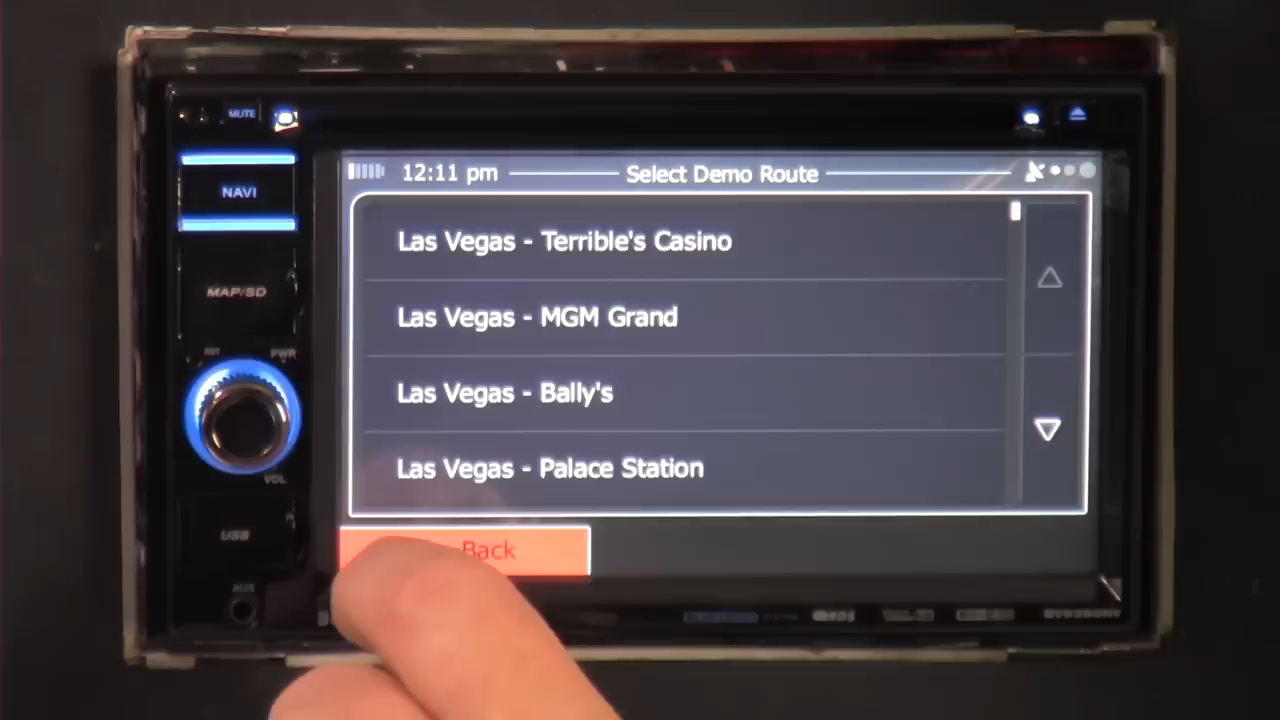 MUTE
NAVI
12:11 pm
Select Demo Route
Las Vegas - Terrible's Casino
MAP/SD
Las Vegas - MGM Grand
RST
PWR
Las Vegas - Bally's
Las Vegas - Palace Station
VOL
USB
Back
AUX